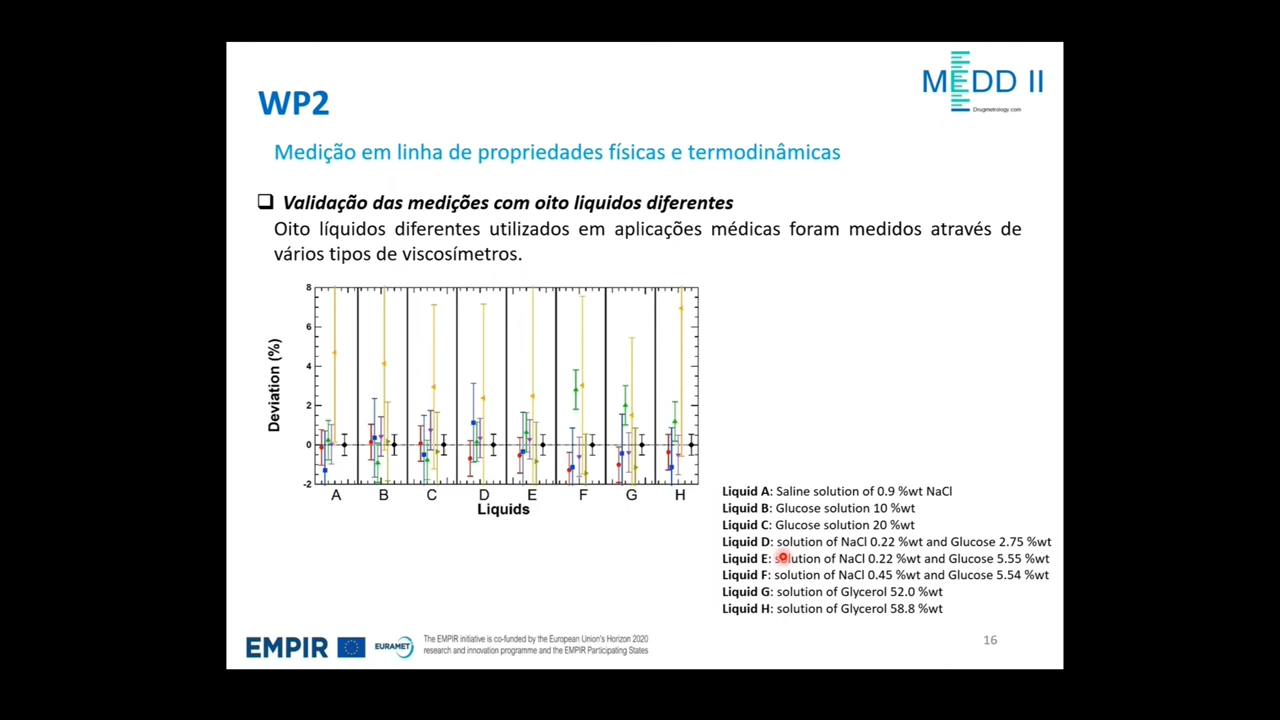 MEDD II
Drugmetrology.com
WP2
Medição em linha de propriedades físicas e termodinâmicas
Validação das medições com oito liquidos diferentes
Oito líquidos diferentes utilizados em aplicações médicas foram medidos através de
vários tipos de viscosímetros.
8
6
4
2
0
-2
Deviation (%)
A B C D E F G H
Liquids
Liquid A: Saline solution of 0.9 %wt NaCl
Liquid B: Glucose solution 10 %wt
Liquid C: Glucose solution 20 %wt
Liquid D: solution of NaCl 0.22 %wt and Glucose 2.75 %wt
Liquid E: solution of NaCl 0.22 %wt and Glucose 5.55 %wt
Liquid F: solution of NaCl 0.45 %wt and Glucose 5.54 %wt
Liquid G: solution of Glycerol 52.0 %wt
Liquid H: solution of Glycerol 58.8 %wt
EMPIR
EURAMET
The EMPIR initiative is co-funded by the European Union's Horizon 2020
research and innovation programme and the EMPIR Participating States
16